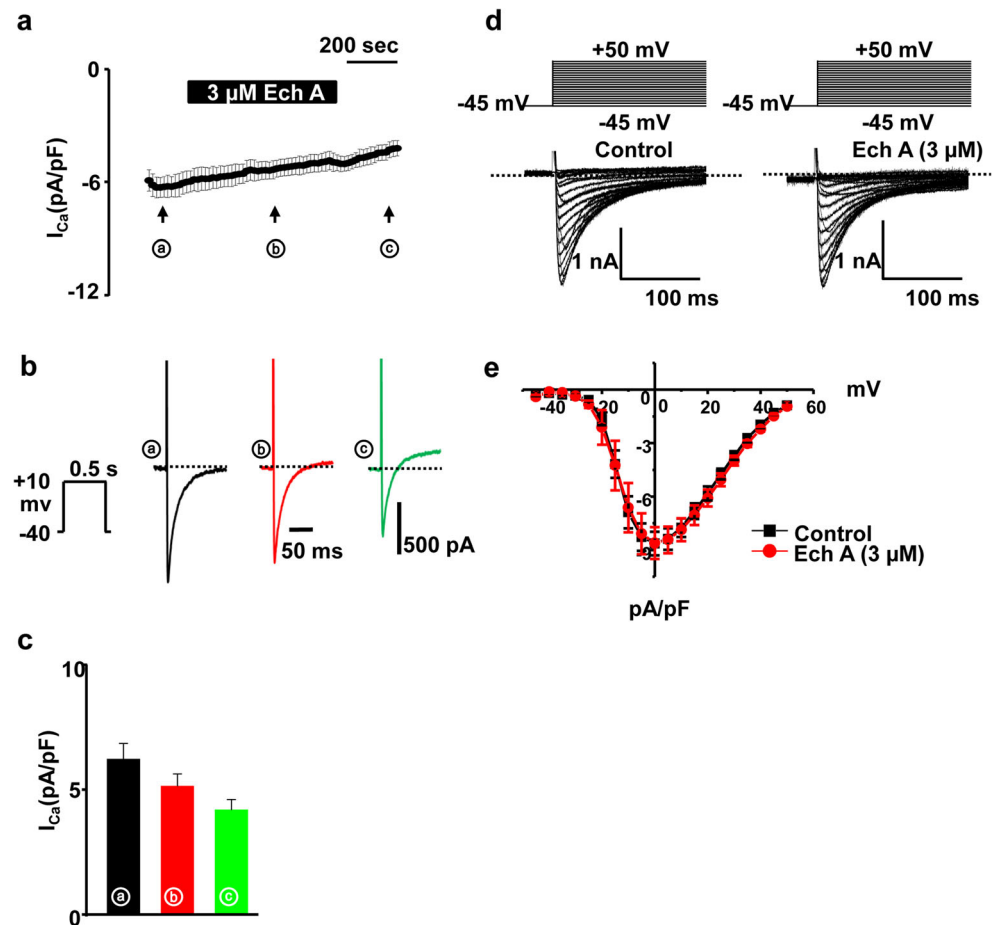 a
200 sec
0
3 µM Ech A
-6
-12
I_Ca(pA/pF)
ⓐ ⓑ ⓒ
b
ⓐ ⓑ ⓒ
+10 0.5 s
mv
-40
50 ms
500 pA
c
10
5
0
I_Ca(pA/pF)
ⓐ ⓑ ⓒ
d
+50 mV +50 mV
-45 mV -45 mV
-45 mV -45 mV
Control Ech A (3 µM)
1 nA 1 nA
100 ms 100 ms
e
mV
-40 -20 0 20 40 60
-3
-6
-9
Control
Ech A (3 µM)
pA/pF